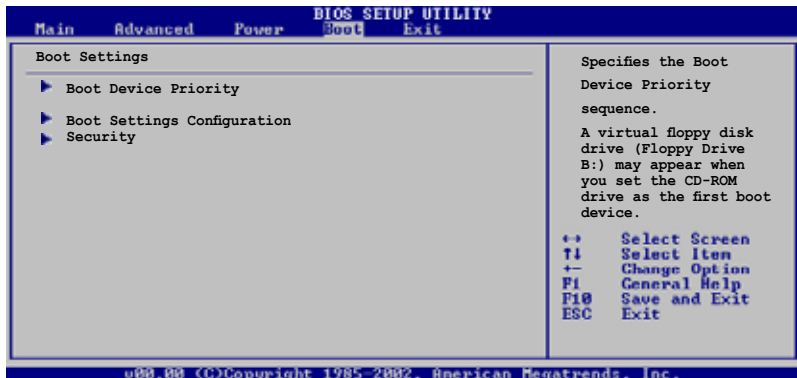 BIOS SETUP UTILITY
Main Advanced Power Boot Exit
Boot Settings
Boot Device Priority
Boot Settings Configuration
Security
Specifies the Boot
Device Priority
sequence.
A virtual floppy disk
drive (Floppy Drive
B:) may appear when
you set the CD-ROM
drive as the first boot
device.
↔ Select Screen
↑↓ Select Item
+- Change Option
F1 General Help
F10 Save and Exit
ESC Exit
v00.00 (C)Copyright 1985-2002, American Megatrends, Inc.